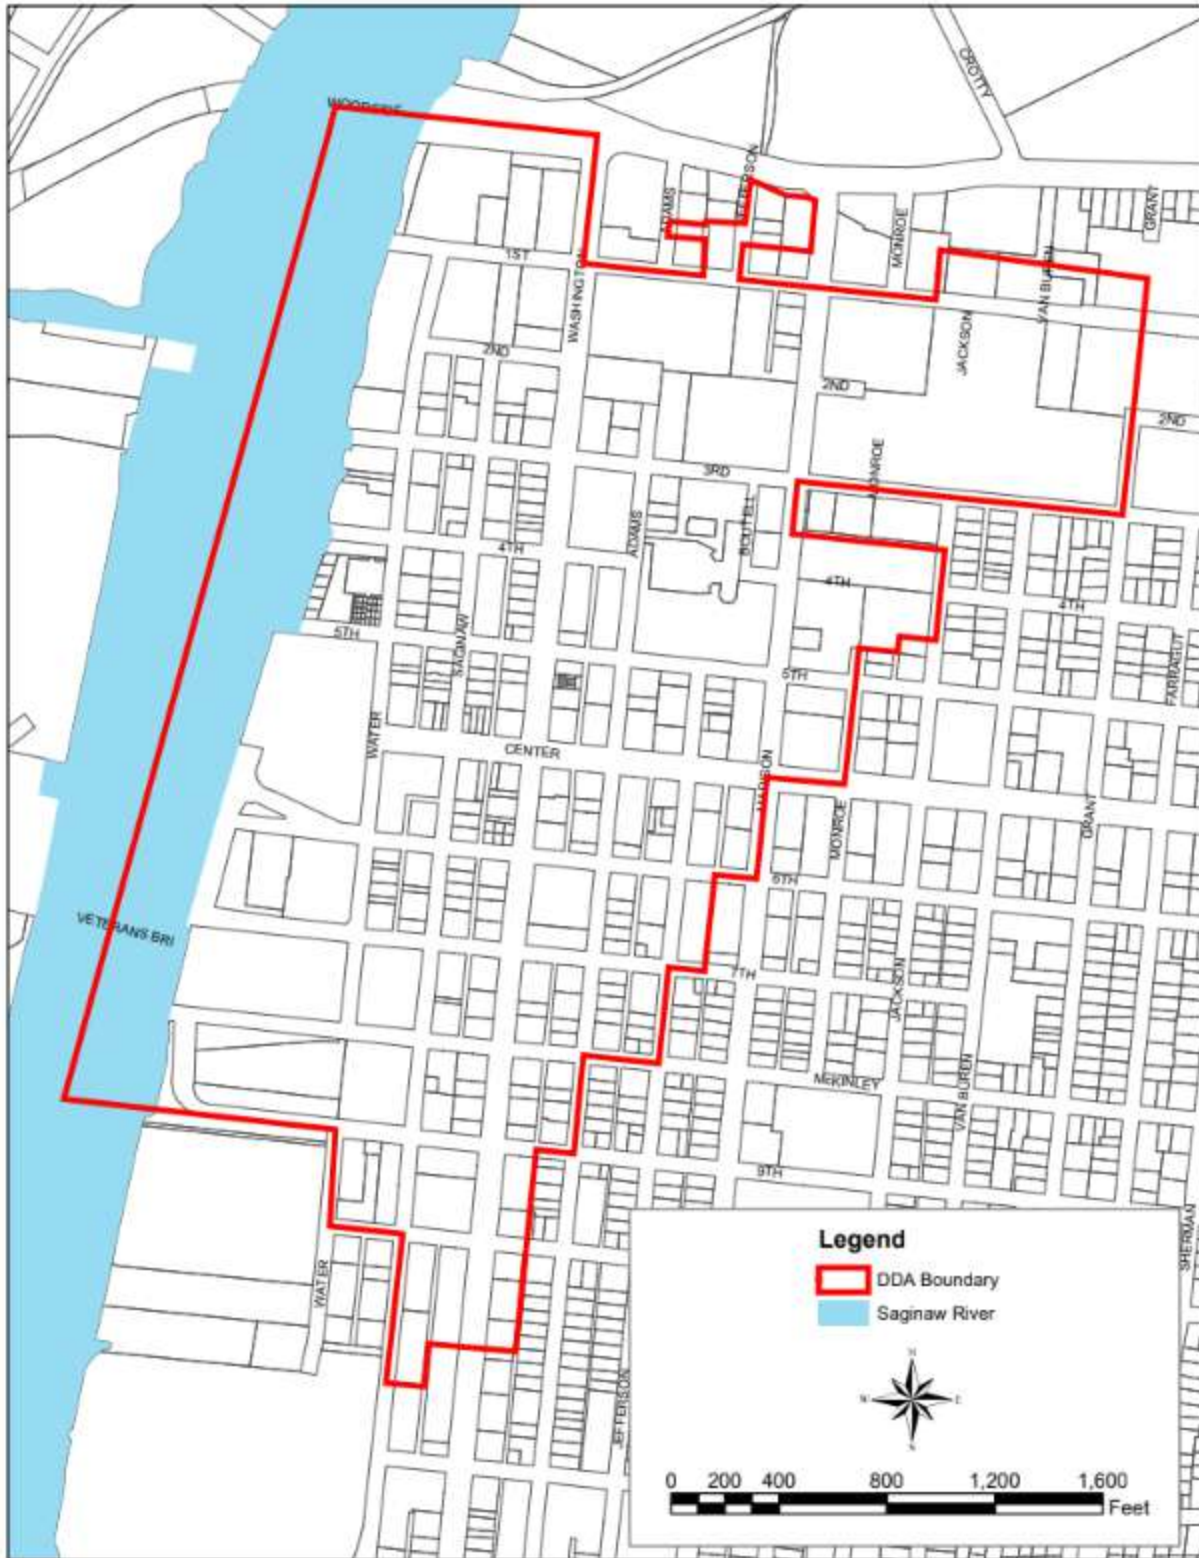 CROTTY
JEFFERSON
ADAMS
GRANT
MONROE
1ST
WASHINGTON
VAN BUREN
JACKSON
2ND
2ND
2ND
3RD
MONROE
ADAMS
BOUTELL
4TH
4TH
4TH
5TH
SAGINAW
5TH
FARRAGUT
WATER
CENTER
MADISON
MONROE
GRANT
6TH
VETERANS BRI
7TH
JACKSON
McKINLEY
VAN BUREN
9TH
SHERMAN
WATER
JEFFERSON
Legend
DDA Boundary
Saginaw River
N
W
E
S
0 200 400 800 1,200 1,600
Feet